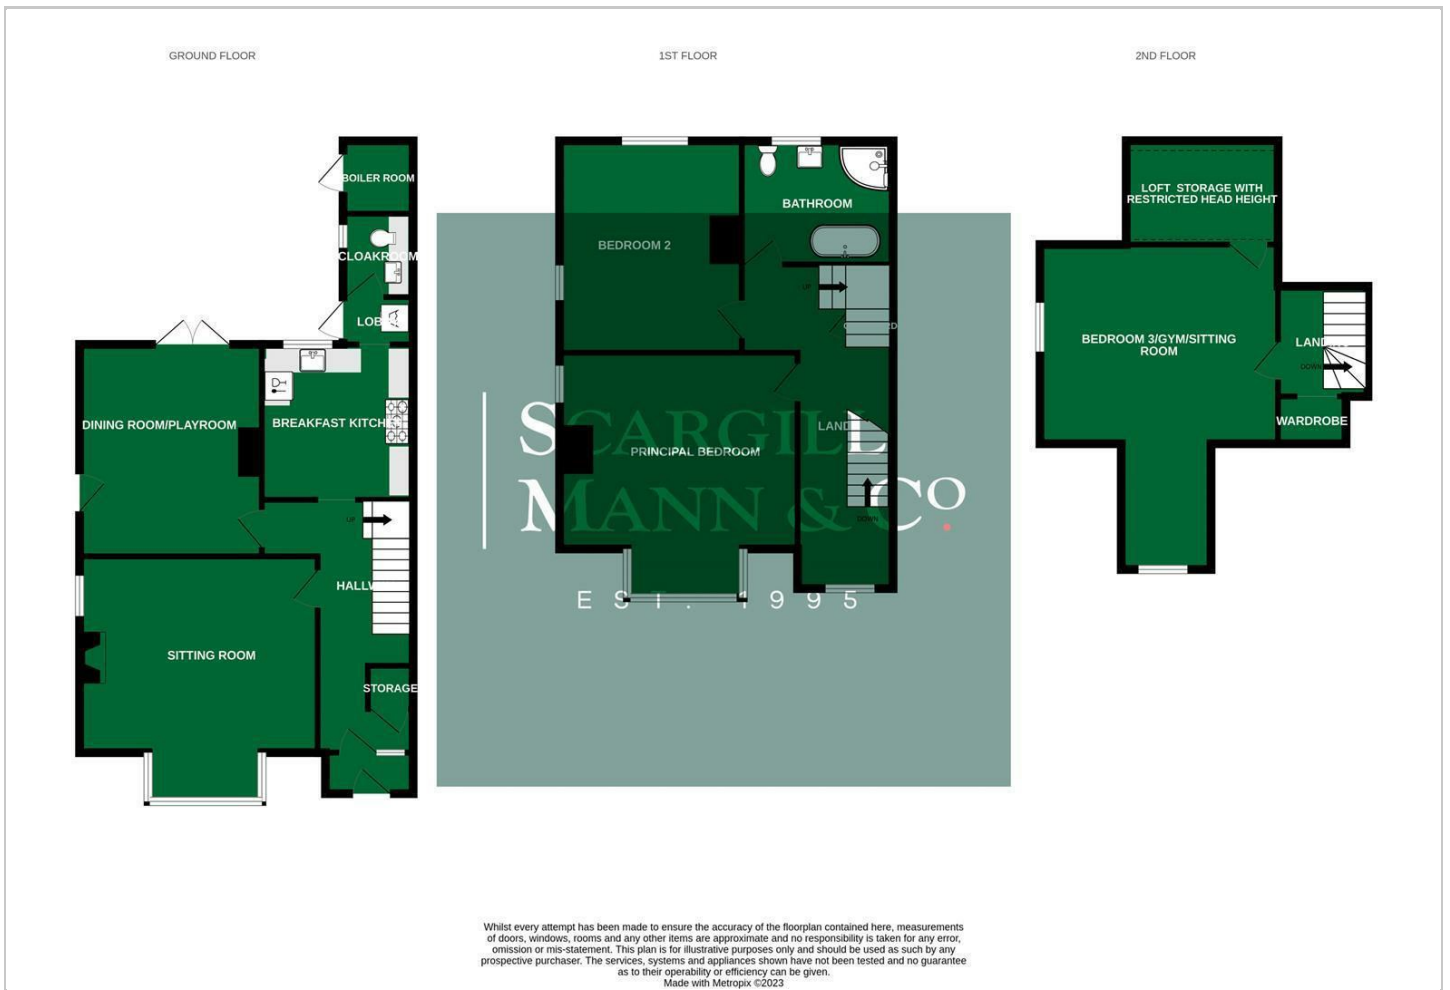 GROUND FLOOR
BOILER ROOM
CLOAKROOM
DINING ROOM/PLAYROOM
BREAKFAST KITCHEN
UP
SITTING ROOM
STORAGE
1ST FLOOR
BEDROOM 2
BATHROOM
UP
PRINCIPAL BEDROOM
DOWN
SCARGILL
MANN & CO.
EST. 1995
2ND FLOOR
LOFT STORAGE WITH
RESTRICTED HEAD HEIGHT
BEDROOM 3/GYM/SITTING
ROOM
DOWN
WARDROBE
Whilst every attempt has been made to ensure the accuracy of the floorplan contained here, measurements
of doors, windows, rooms and any other items are approximate and no responsibility is taken for any error,
omission or mis-statement. This plan is for illustrative purposes only and should be used as such by any
prospective purchaser. The services, systems and appliances shown have not been tested and no guarantee
as to their operability or efficiency can be given.
Made with Metropix ©2023